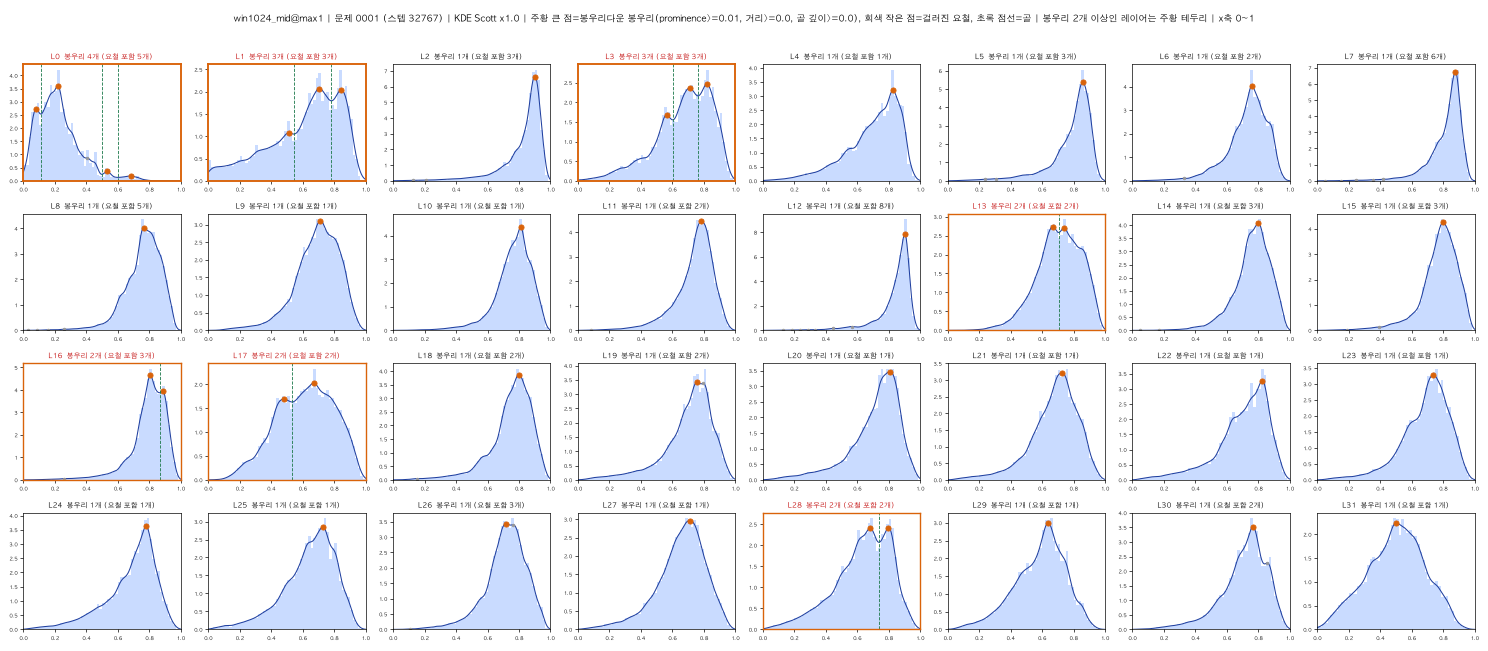 win1024_mid@max1 | 문제 0001 (스텝 32767) | KDE Scott x1.0 | 주황 큰 점=봉우리다운 봉우리(prominence>=0.01, 거리>=0.0, 골 깊이>=0.0), 회색 작은 점=걸러진 요철, 초록 점선=골 | 봉우리 2개 이상인 레이어는 주황 테두리 | x축 0~1
L0 봉우리 4개 (요철 포함 5개)
L1 봉우리 3개 (요철 포함 3개)
L2 봉우리 1개 (요철 포함 3개)
L3 봉우리 3개 (요철 포함 3개)
L4 봉우리 1개 (요철 포함 1개)
L5 봉우리 1개 (요철 포함 3개)
L6 봉우리 1개 (요철 포함 2개)
L7 봉우리 1개 (요철 포함 6개)
L8 봉우리 1개 (요철 포함 5개)
L9 봉우리 1개 (요철 포함 1개)
L10 봉우리 1개 (요철 포함 1개)
L11 봉우리 1개 (요철 포함 2개)
L12 봉우리 1개 (요철 포함 8개)
L13 봉우리 2개 (요철 포함 2개)
L14 봉우리 1개 (요철 포함 3개)
L15 봉우리 1개 (요철 포함 3개)
L16 봉우리 2개 (요철 포함 3개)
L17 봉우리 2개 (요철 포함 2개)
L18 봉우리 1개 (요철 포함 2개)
L19 봉우리 1개 (요철 포함 2개)
L20 봉우리 1개 (요철 포함 1개)
L21 봉우리 1개 (요철 포함 1개)
L22 봉우리 1개 (요철 포함 1개)
L23 봉우리 1개 (요철 포함 1개)
L24 봉우리 1개 (요철 포함 1개)
L25 봉우리 1개 (요철 포함 1개)
L26 봉우리 1개 (요철 포함 3개)
L27 봉우리 1개 (요철 포함 1개)
L28 봉우리 2개 (요철 포함 2개)
L29 봉우리 1개 (요철 포함 1개)
L30 봉우리 1개 (요철 포함 2개)
L31 봉우리 1개 (요철 포함 1개)